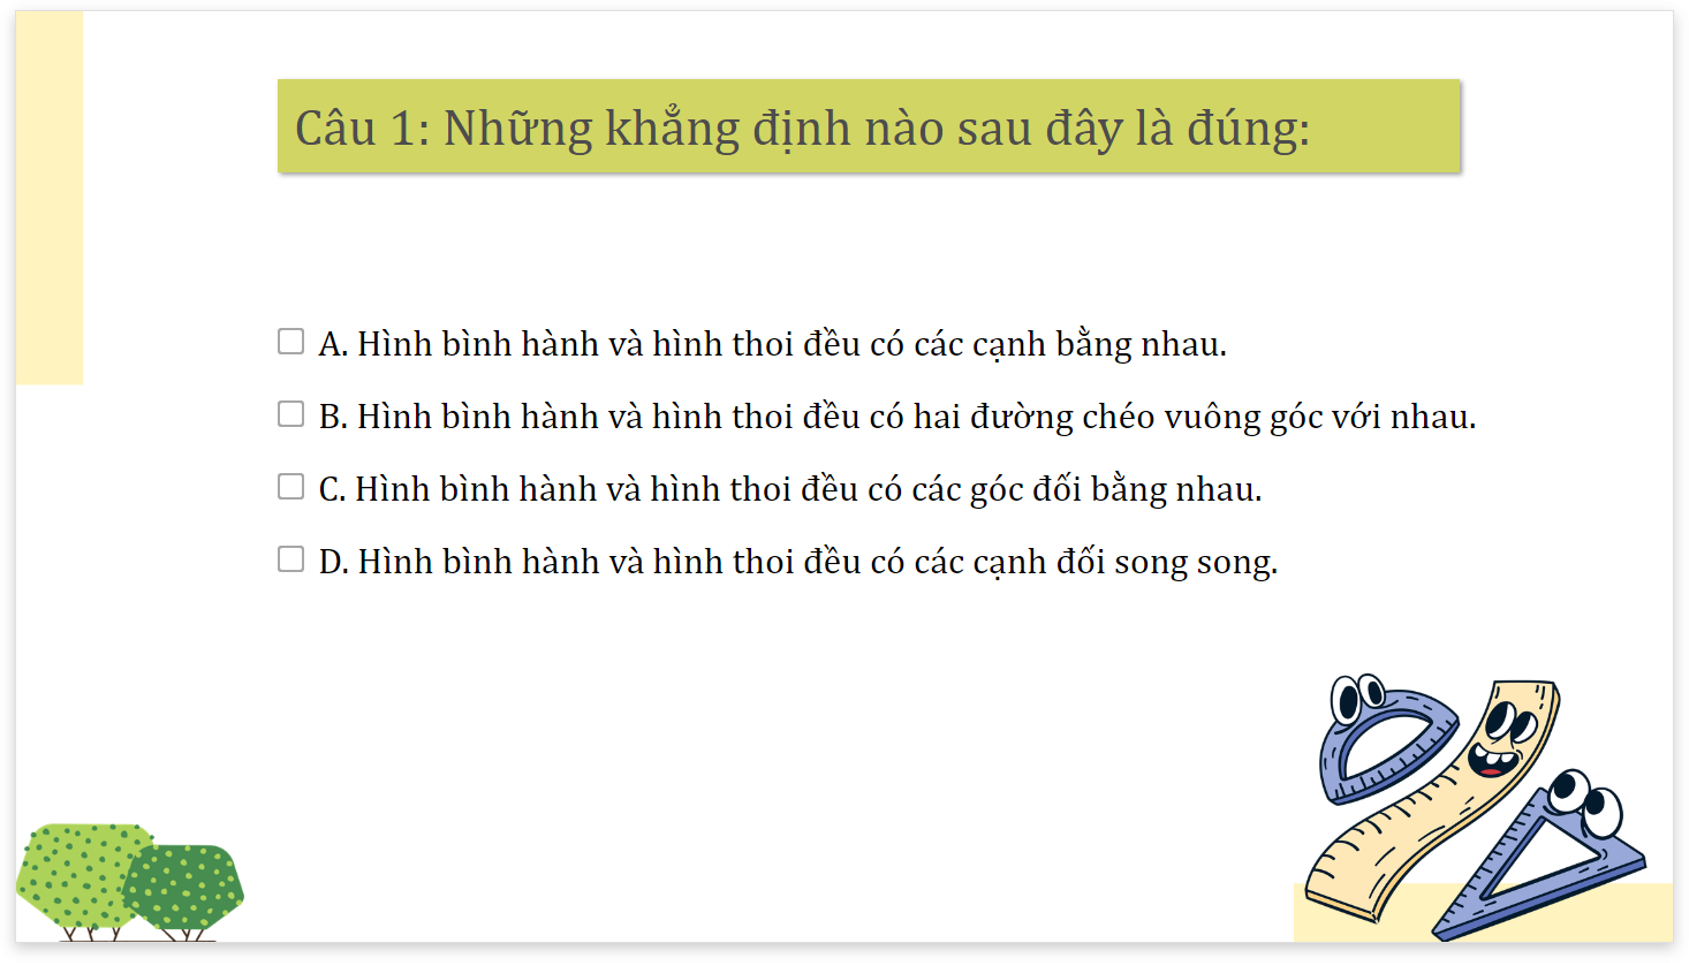 Câu 1: Những khẳng định nào sau đây là đúng:
A. Hình bình hành và hình thoi đều có các cạnh bằng nhau.
B. Hình bình hành và hình thoi đều có hai đường chéo vuông góc với nhau.
C. Hình bình hành và hình thoi đều có các góc đối bằng nhau.
D. Hình bình hành và hình thoi đều có các cạnh đối song song.